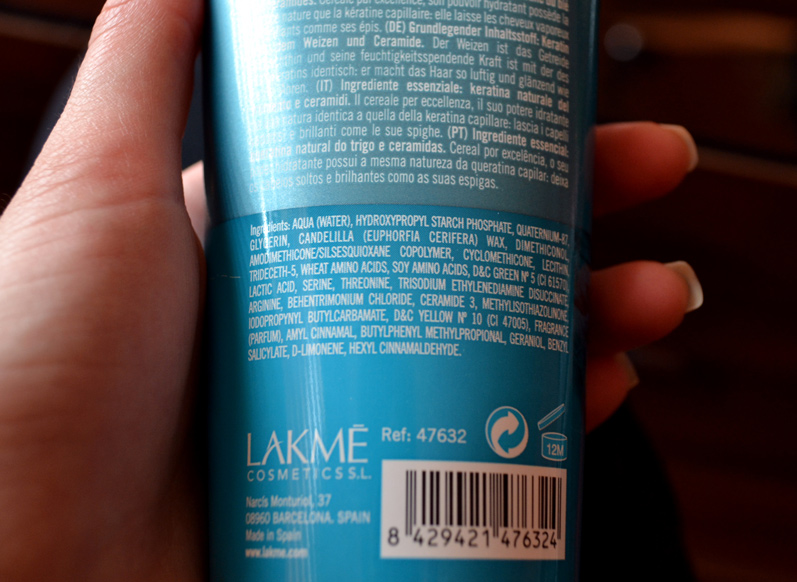 ceramides. Cereale par excellence, son pouvoir hydratant possède la
nature que la kératine capillaire: elle laisse les cheveux vaporeux
comme ses épis. (DE) Grundlegender Inhaltsstoff: Keratin
Weizen und Ceramide. Der Weizen ist das Getreide
und seine feuchtigkeitsspendende Kraft ist mit der des
identisch: er macht das Haar so luftig und glänzend wie
(IT) Ingrediente essenziale: keratina naturale del
e ceramidi. Il cereale per eccellenza, il suo potere idratante
natura identica a quella della keratina capillare: lascia i capelli
e brillanti come le sue spighe. (PT) Ingrediente essencial:
natural do trigo e ceramidas. Cereal por excelência, o seu
hidratante possui a mesma natureza da queratina capilar: deixa
soltos e brilhantes como as suas espigas.
Ingredients: AQUA (WATER), HYDROXYPROPYL STARCH PHOSPHATE, QUATERNIUM-87,
GLYCERIN, CANDELILLA (EUPHORFIA CERIFERA) WAX, DIMETHICONOL,
AMODIMETHICONE/SILSESQUIOXANE COPOLYMER, CYCLOMETHICONE, LECITHIN,
TRIDECETH-5, WHEAT AMINO ACIDS, SOY AMINO ACIDS, D&C GREEN Nº 5 (CI 61570),
LACTIC ACID, SERINE, THREONINE, TRISODIUM ETHYLENEDIAMINE DISUCCINATE,
ARGININE, BEHENTRIMONIUM CHLORIDE, CERAMIDE 3, METHYLISOTHIAZOLINONE,
IODOPROPYNYL BUTYLCARBAMATE, D&C YELLOW Nº 10 (CI 47005), FRAGRANCE
(PARFUM), AMYL CINNAMAL, BUTYLPHENYL METHYLPROPIONAL, GERANIOL, BENZYL
SALICYLATE, D-LIMONENE, HEXYL CINNAMALDEHYDE.
LAKMĒ
COSMETICS S.L.
Ref: 47632
12M
Narcís Monturiol, 37
08960 BARCELONA. SPAIN
Made in Spain
www.lakme.com
8 429421 476324